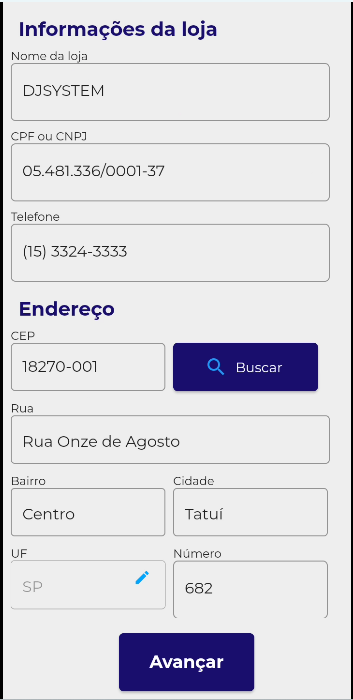 Informações da loja
Nome da loja
DJSYSTEM
CPF ou CNPJ
05.481.336/0001-37
Telefone
(15) 3324-3333
Endereço
CEP
18270-001
Buscar
Rua
Rua Onze de Agosto
Bairro
Cidade
Centro
Tatuí
UF
Número
SP
682
Avançar